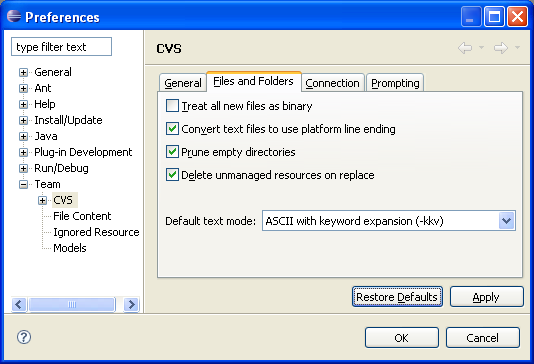 Preferences
type filter text
General
Ant
Help
Install/Update
Java
Plug-in Development
Run/Debug
Team
CVS
File Content
Ignored Resource
Models
CVS
General
Files and Folders
Connection
Prompting
Treat all new files as binary
Convert text files to use platform line ending
Prune empty directories
Delete unmanaged resources on replace
Default text mode: ASCII with keyword expansion (-kkv)
Restore Defaults
Apply
OK
Cancel